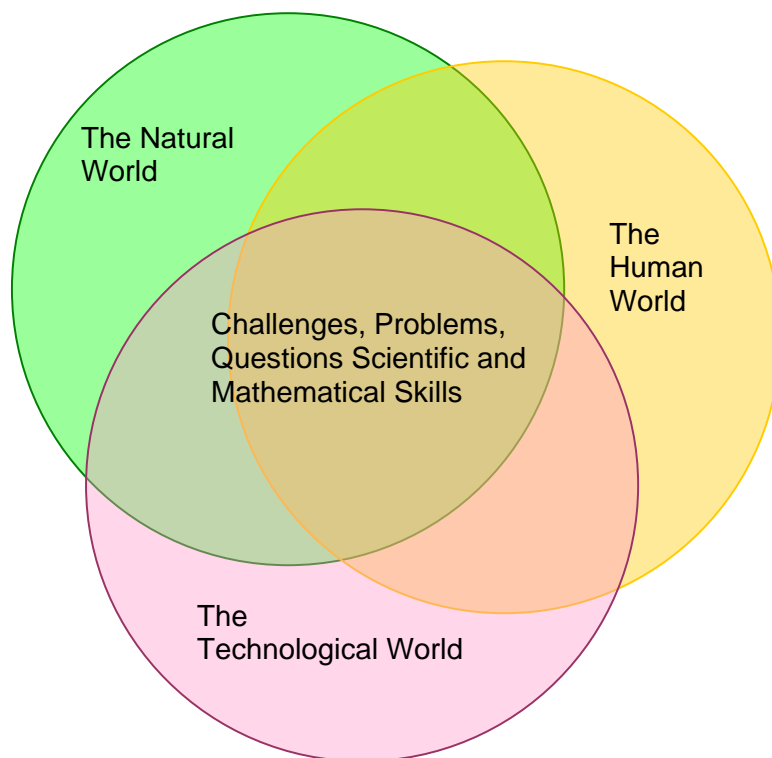 The Natural
World
The
Human
World
Challenges, Problems,
Questions Scientific and
Mathematical Skills
The
Technological World